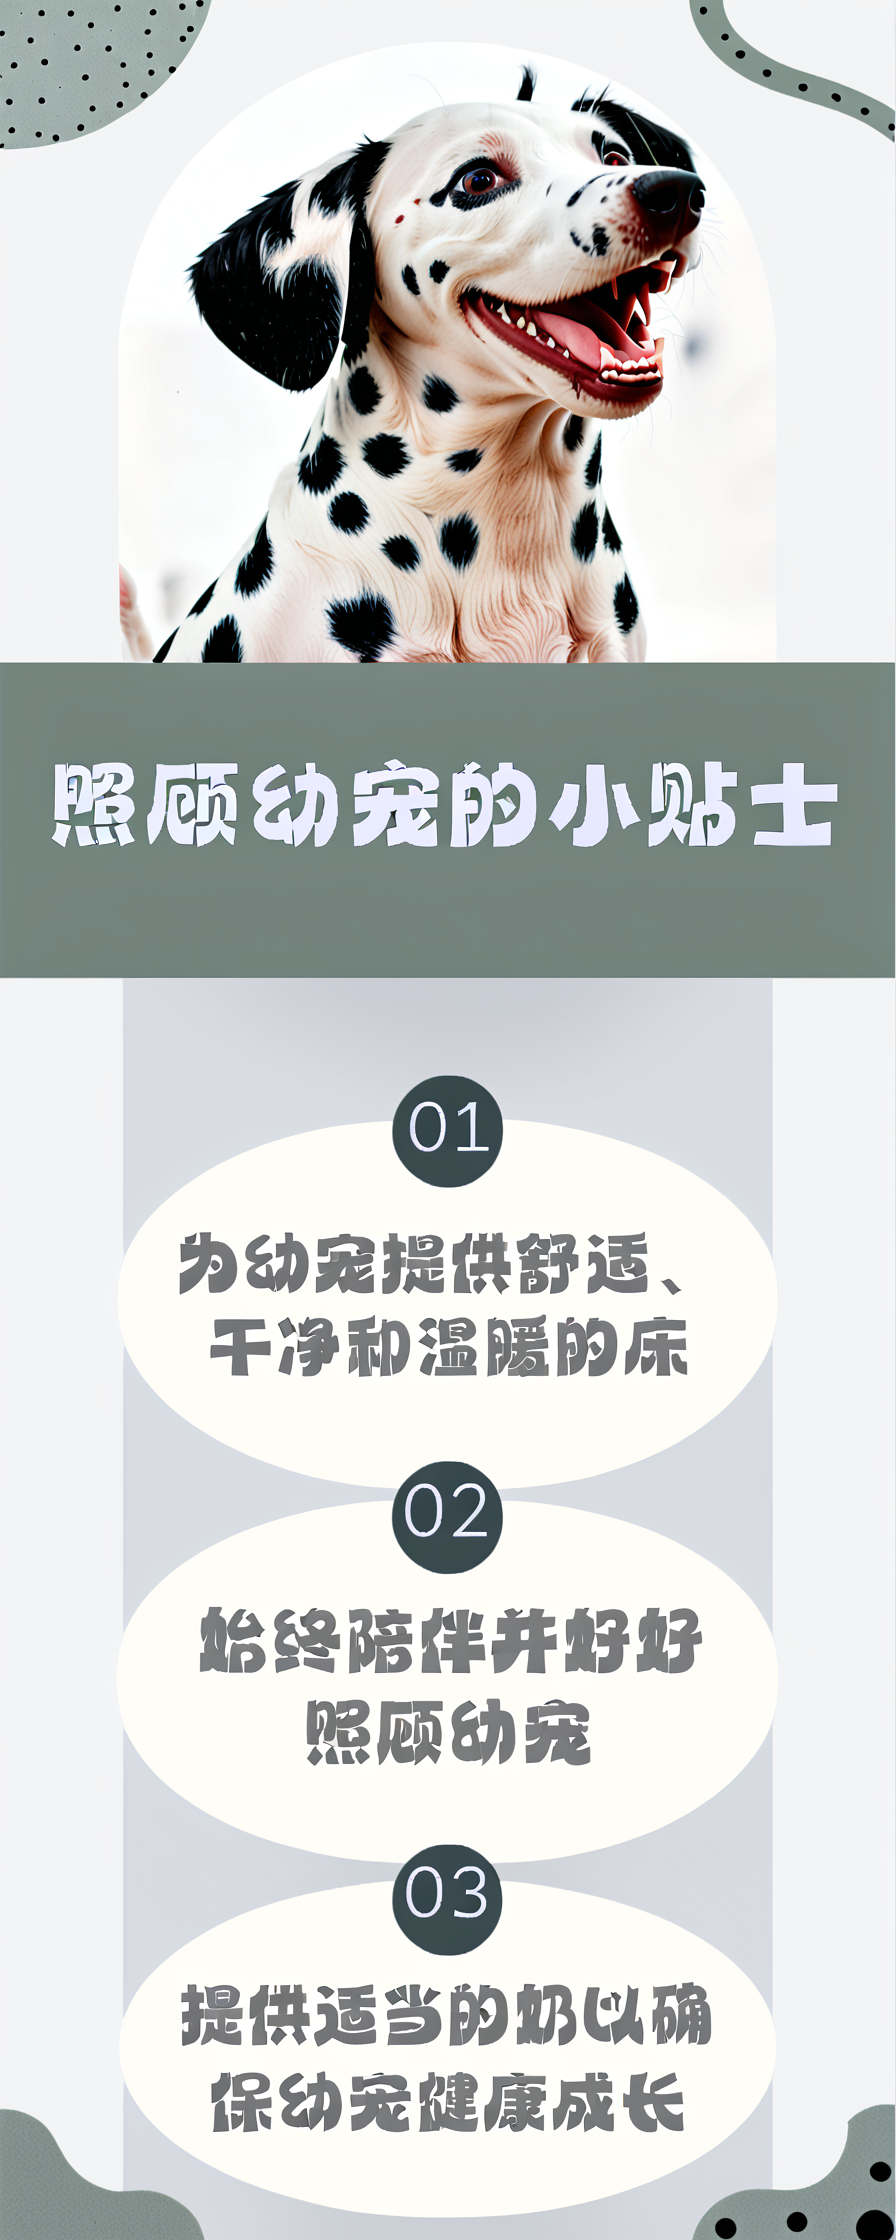 照顾幼宠的小贴士
01
为幼宠提供舒适、
干净和温暖的床
02
始终陪伴并好好
照顾幼宠
03
提供适当的奶以确
保幼宠健康成长